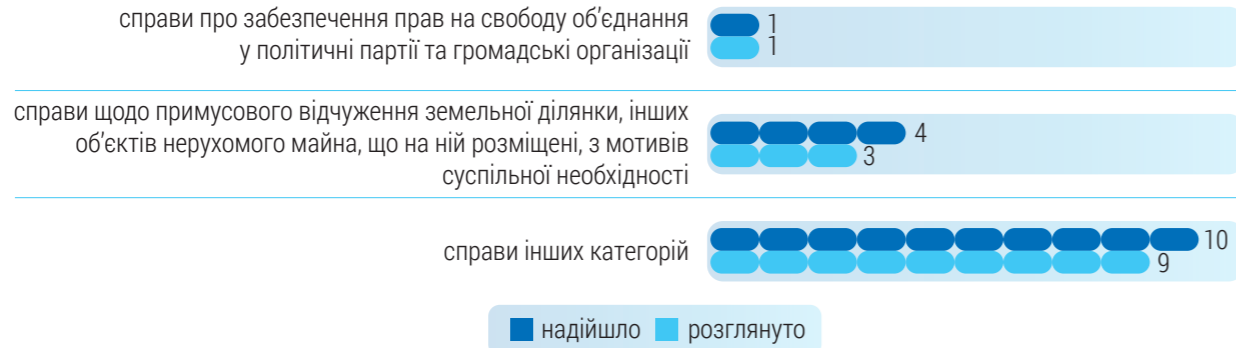 справи про забезпечення прав на свободу об’єднання
у політичні партії та громадські організації
1
1
справи щодо примусового відчуження земельної ділянки, інших
об’єктів нерухомого майна, що на ній розміщені, з мотивів
суспільної необхідності
4
3
справи інших категорій
10
9
надійшло розглянуто